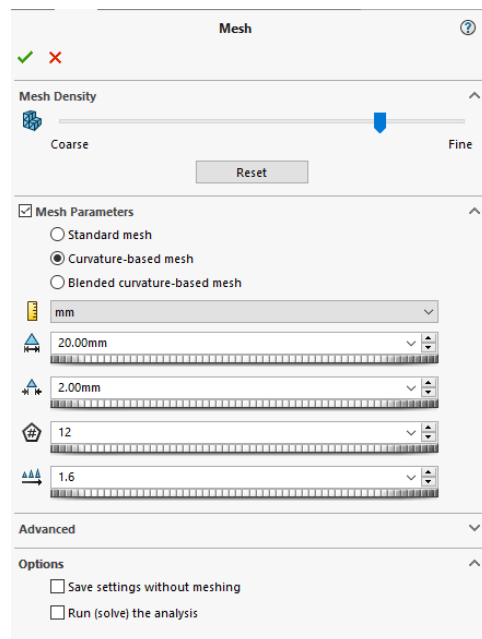 Mesh
Mesh Density
Coarse Fine
Reset
Mesh Parameters
Standard mesh
Curvature-based mesh
Blended curvature-based mesh
mm
20.00mm
2.00mm
# 12
1.6
Advanced
Options
Save settings without meshing
Run (solve) the analysis